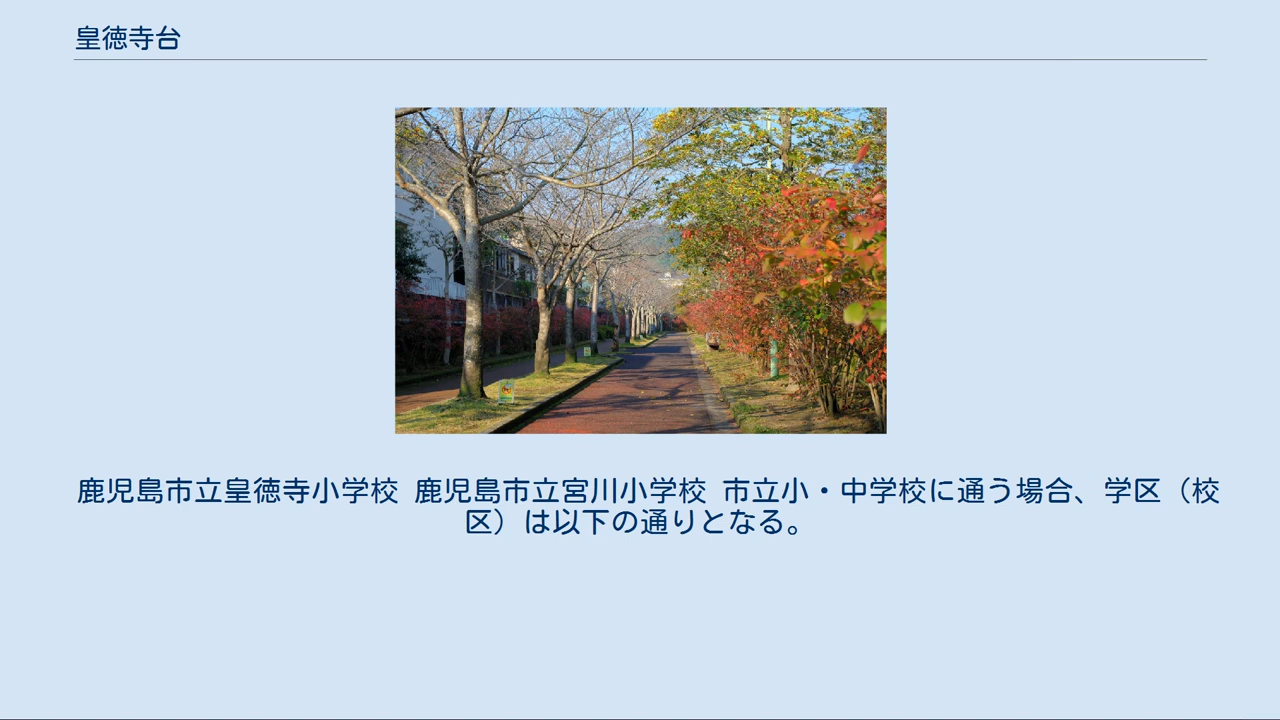 皇徳寺台
鹿児島市立皇徳寺小学校 鹿児島市立宮川小学校 市立小・中学校に通う場合、学区（校
区）は以下の通りとなる。